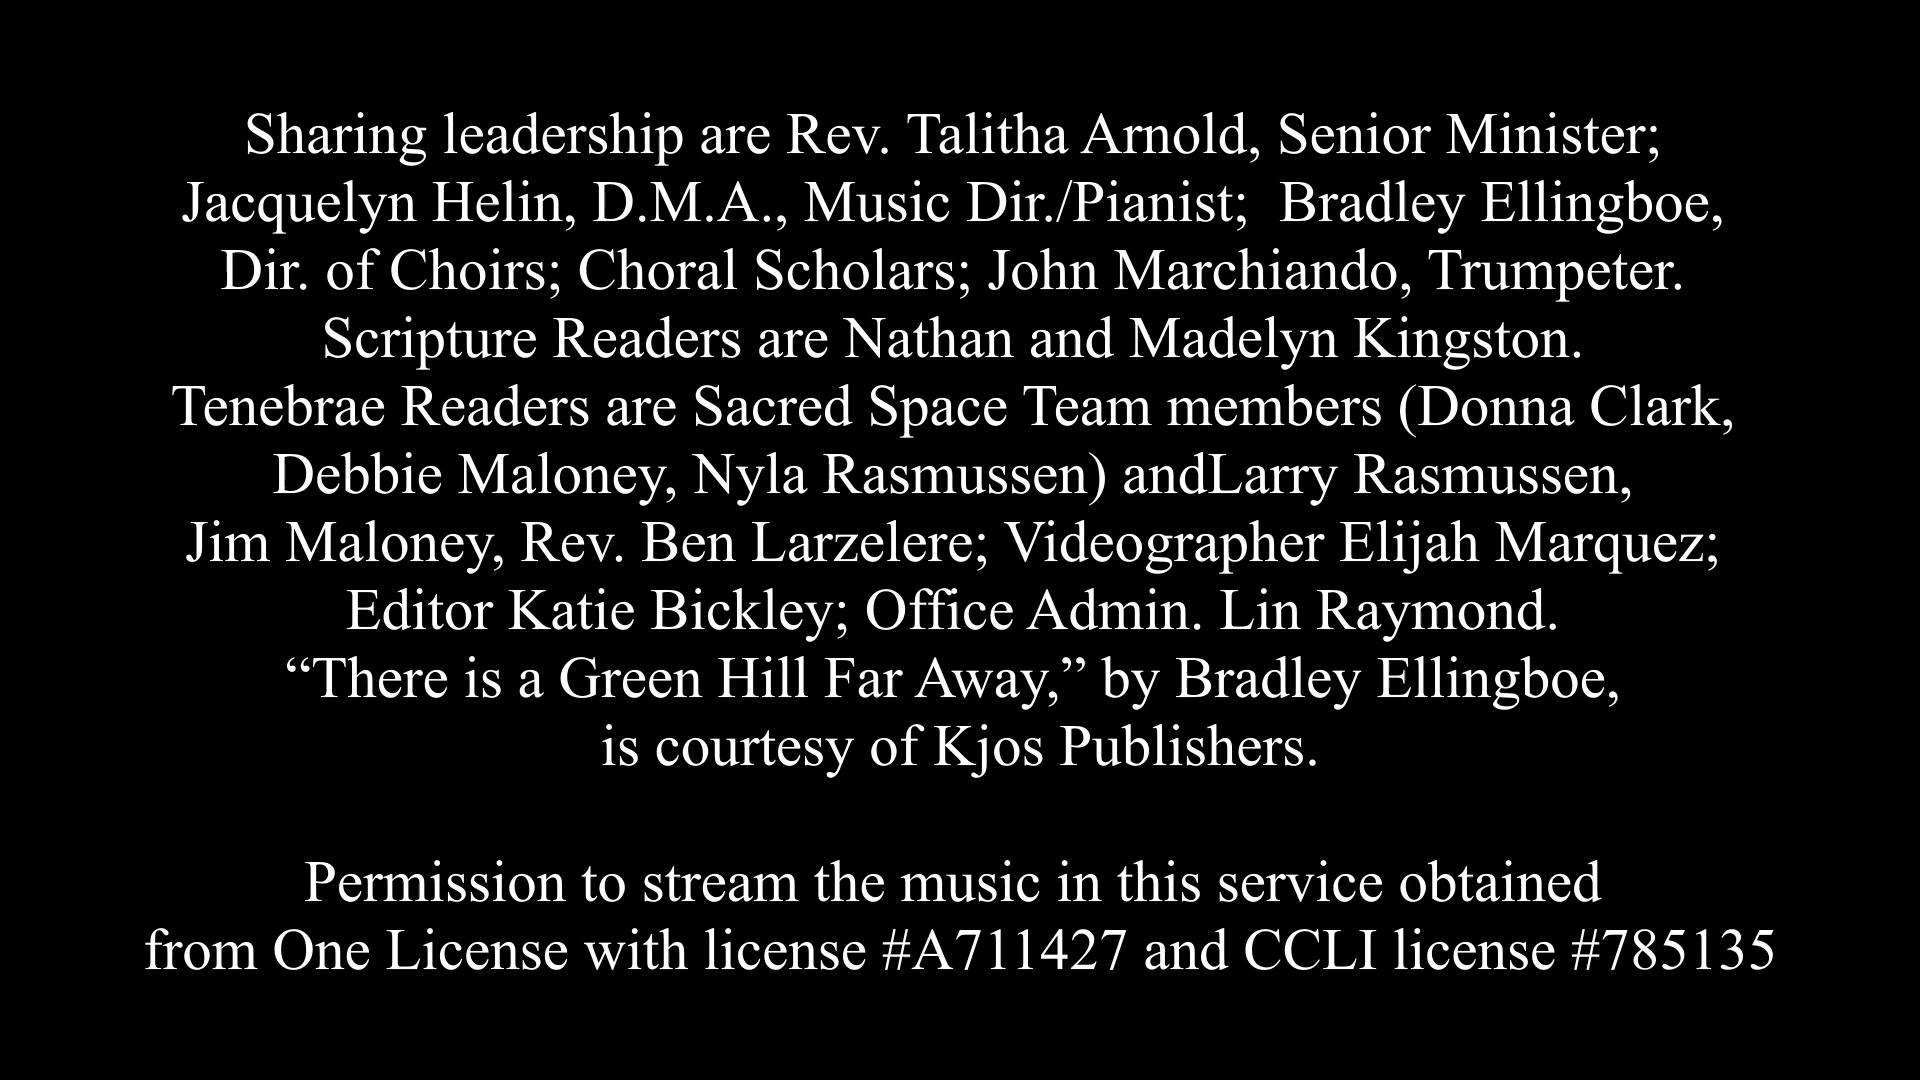 Sharing leadership are Rev. Talitha Arnold, Senior Minister;
Jacquelyn Helin, D.M.A., Music Dir./Pianist;  Bradley Ellingboe,
Dir. of Choirs; Choral Scholars; John Marchiando, Trumpeter.
Scripture Readers are Nathan and Madelyn Kingston.
Tenebrae Readers are Sacred Space Team members (Donna Clark,
Debbie Maloney, Nyla Rasmussen) andLarry Rasmussen,
Jim Maloney, Rev. Ben Larzelere; Videographer Elijah Marquez;
Editor Katie Bickley; Office Admin. Lin Raymond.
“There is a Green Hill Far Away,” by Bradley Ellingboe,
is courtesy of Kjos Publishers.
Permission to stream the music in this service obtained
from One License with license #A711427 and CCLI license #785135